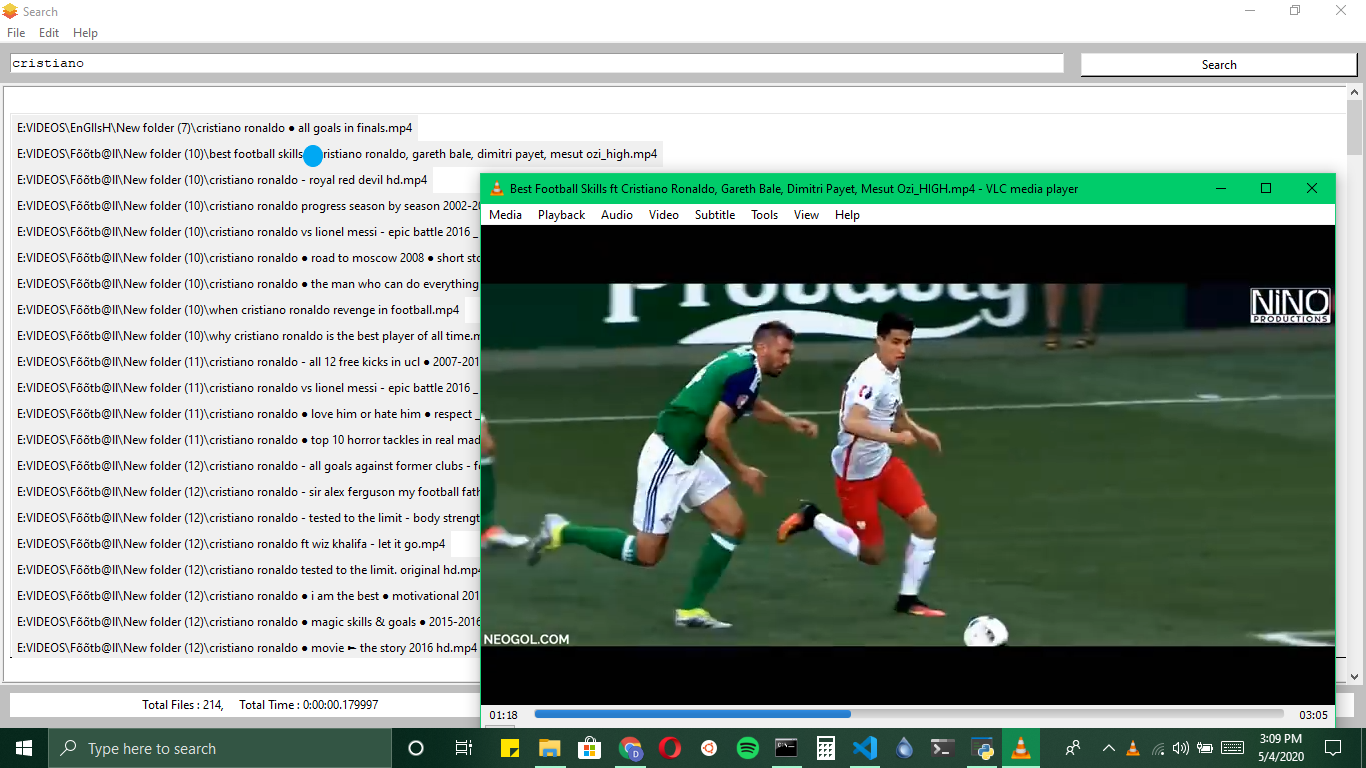 Search
File Edit Help
cristiano
Search
E:VIDEOS\EnGlIsH\New folder (7)\cristiano ronaldo ● all goals in finals.mp4
E:VIDEOS\Fõõtb@ll\New folder (10)\best football skills ristiano ronaldo, gareth bale, dimitri payet, mesut ozi_high.mp4
E:VIDEOS\Fõõtb@ll\New folder (10)\cristiano ronaldo - royal red devil hd.mp4
E:VIDEOS\Fõõtb@ll\New folder (10)\cristiano ronaldo progress season by season 2002-20
E:VIDEOS\Fõõtb@ll\New folder (10)\cristiano ronaldo vs lionel messi - epic battle 2016 _
E:VIDEOS\Fõõtb@ll\New folder (10)\cristiano ronaldo ● road to moscow 2008 ● short sto
E:VIDEOS\Fõõtb@ll\New folder (10)\cristiano ronaldo ● the man who can do everything
E:VIDEOS\Fõõtb@ll\New folder (10)\when cristiano ronaldo revenge in football.mp4
E:VIDEOS\Fõõtb@ll\New folder (10)\why cristiano ronaldo is the best player of all time.m
E:VIDEOS\Fõõtb@ll\New folder (11)\cristiano ronaldo - all 12 free kicks in ucl ● 2007-201
E:VIDEOS\Fõõtb@ll\New folder (11)\cristiano ronaldo vs lionel messi - epic battle 2016 _
E:VIDEOS\Fõõtb@ll\New folder (11)\cristiano ronaldo ● love him or hate him ● respect _
E:VIDEOS\Fõõtb@ll\New folder (11)\cristiano ronaldo ● top 10 horror tackles in real mad
E:VIDEOS\Fõõtb@ll\New folder (12)\cristiano ronaldo - all goals against former clubs - f
E:VIDEOS\Fõõtb@ll\New folder (12)\cristiano ronaldo - sir alex ferguson my football fath
E:VIDEOS\Fõõtb@ll\New folder (12)\cristiano ronaldo - tested to the limit - body strengt
E:VIDEOS\Fõõtb@ll\New folder (12)\cristiano ronaldo ft wiz khalifa - let it go.mp4
E:VIDEOS\Fõõtb@ll\New folder (12)\cristiano ronaldo tested to the limit. original hd.mp4
E:VIDEOS\Fõõtb@ll\New folder (12)\cristiano ronaldo ● i am the best ● motivational 201
E:VIDEOS\Fõõtb@ll\New folder (12)\cristiano ronaldo ● magic skills & goals ● 2015-2016
E:VIDEOS\Fõõtb@ll\New folder (12)\cristiano ronaldo ● movie ► the story 2016 hd.mp4
Total Files : 214, Total Time : 0:00:00.179997
Best Football Skills ft Cristiano Ronaldo, Gareth Bale, Dimitri Payet, Mesut Ozi_HIGH.mp4 - VLC media player
Media Playback Audio Video Subtitle Tools View Help
Probably
NiNO
PRODUCTIONS
NEOGOL.COM
01:18 03:05
Type here to search
3:09 PM
5/4/2020